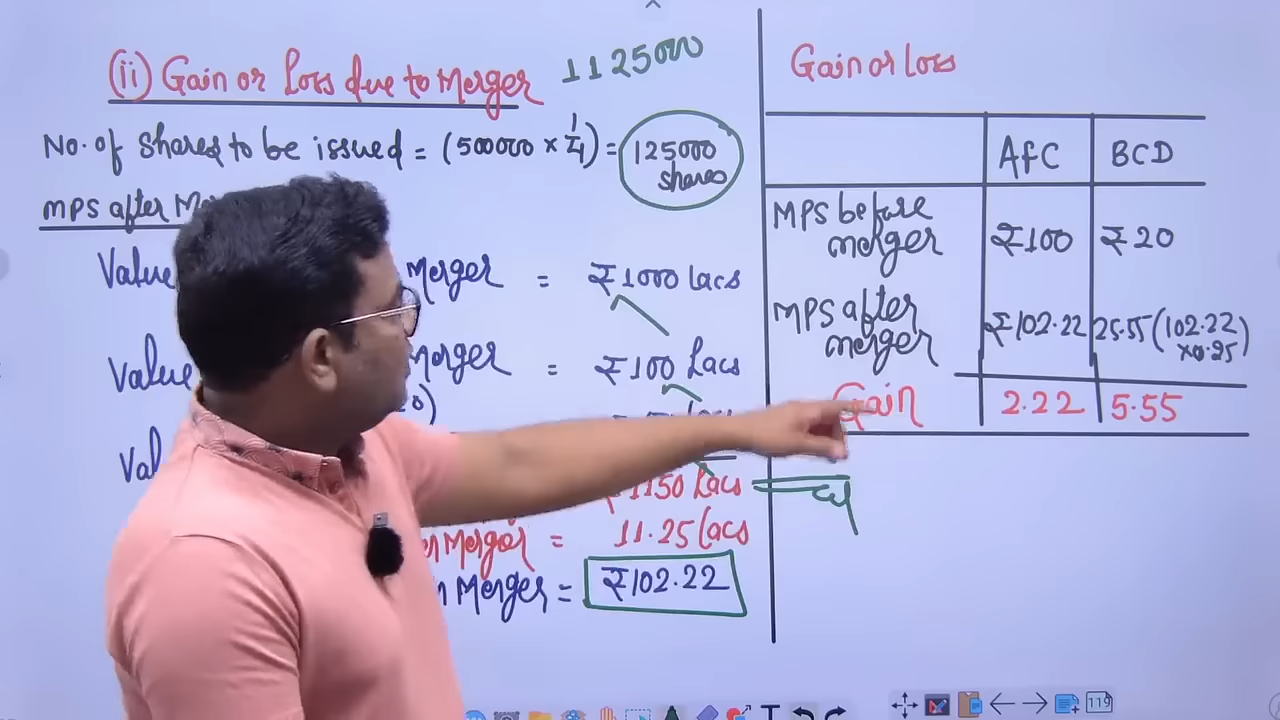 (ii) Gain or Loss due to Merger 1125000
No. of Shares to be issued = (500000 × 1/4) = 125000 shares
MPS after
Value Merger = ₹1000 lacs
Value Merger = ₹100 Lacs
₹1150 Lacs
Merger = 11.25 lacs
Merger = ₹102.22
Gain or Loss
AFC BCD
MPS before merger ₹100 ₹20
MPS after merger ₹102.22 25.55 (102.22 × 0.25)
Gain 2.22 5.55
119